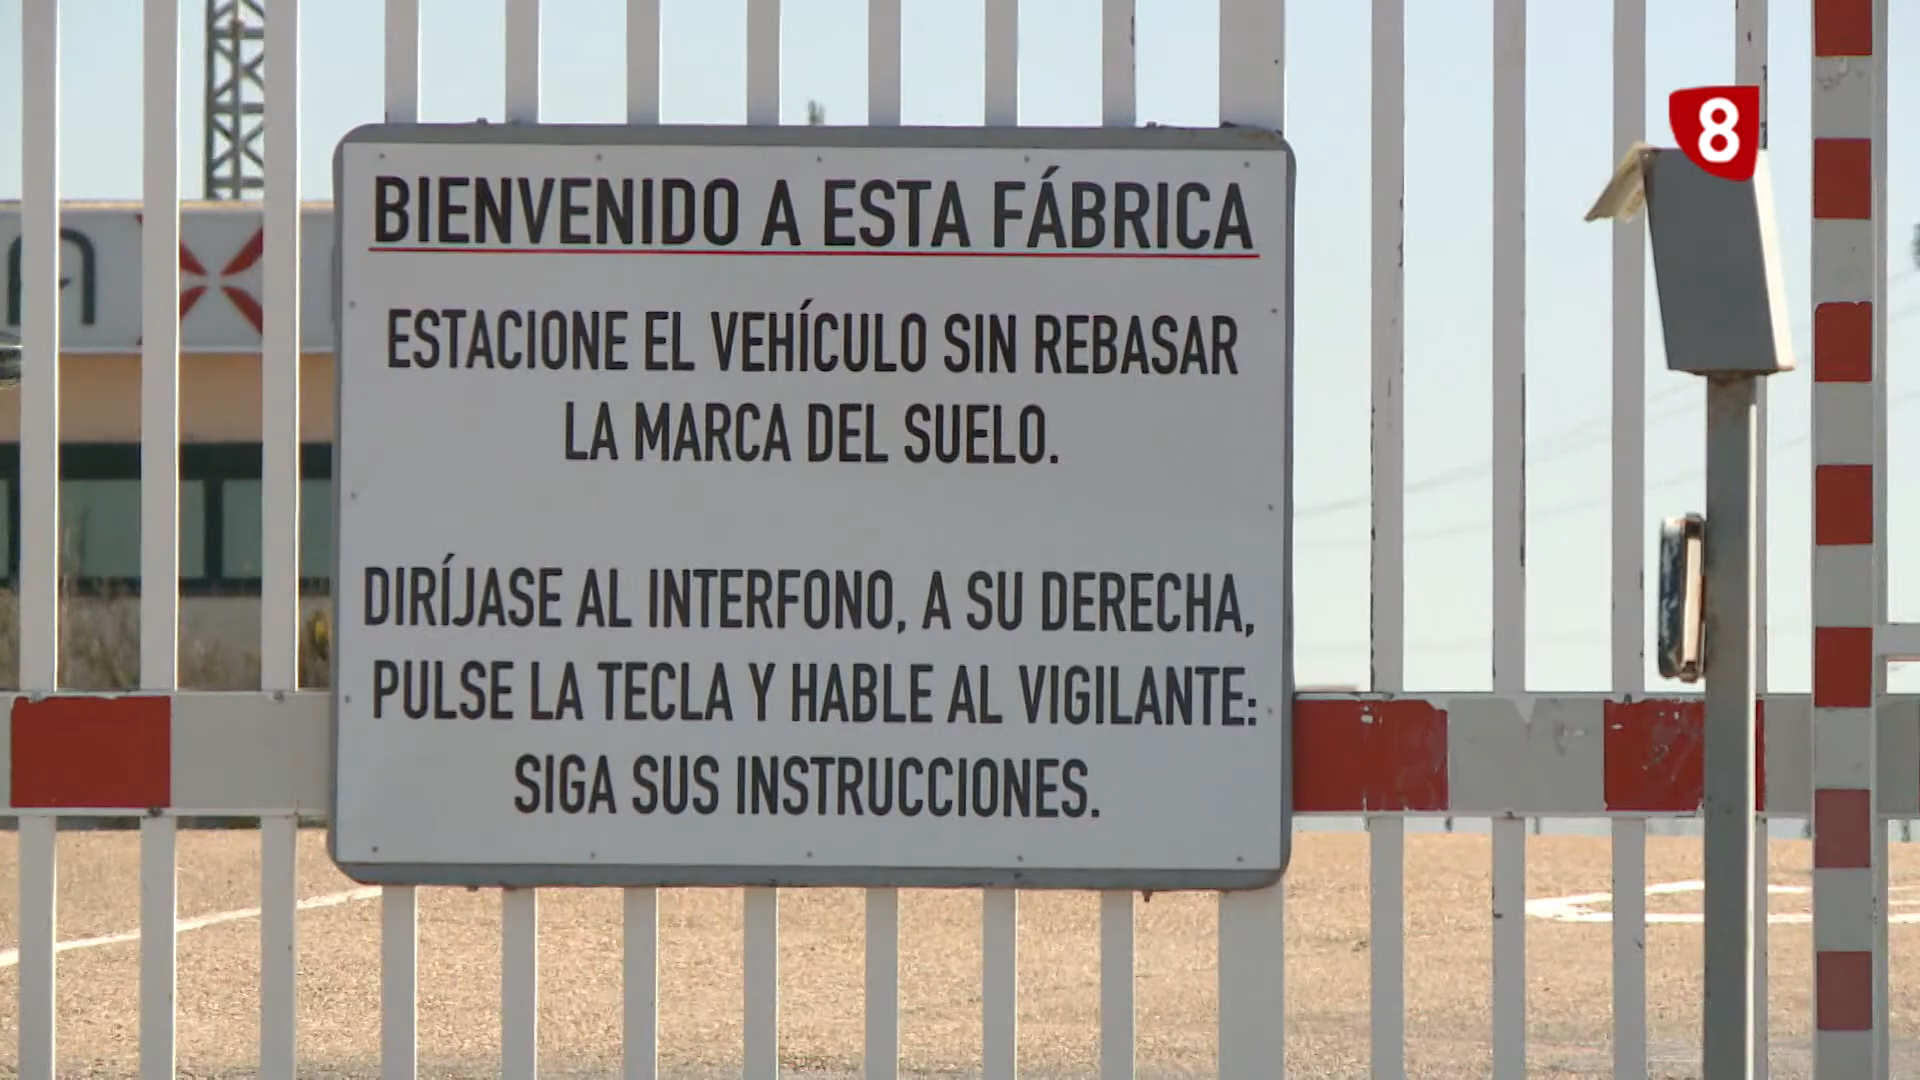 8
BIENVENIDO A ESTA FÁBRICA
ESTACIONE EL VEHÍCULO SIN REBASAR
LA MARCA DEL SUELO.
DIRÍJASE AL INTERFONO, A SU DERECHA,
PULSE LA TECLA Y HABLE AL VIGILANTE:
SIGA SUS INSTRUCCIONES.